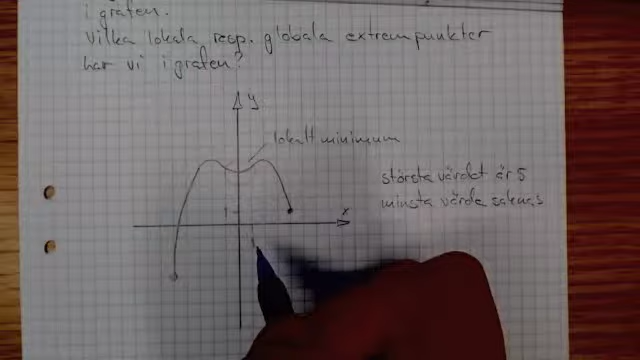 i grafen.
Vilka lokala resp. globala extrempunkter
har vi i grafen?
y
lokalt minimum
största värdet är 5
minsta värde saknas
1
x
1